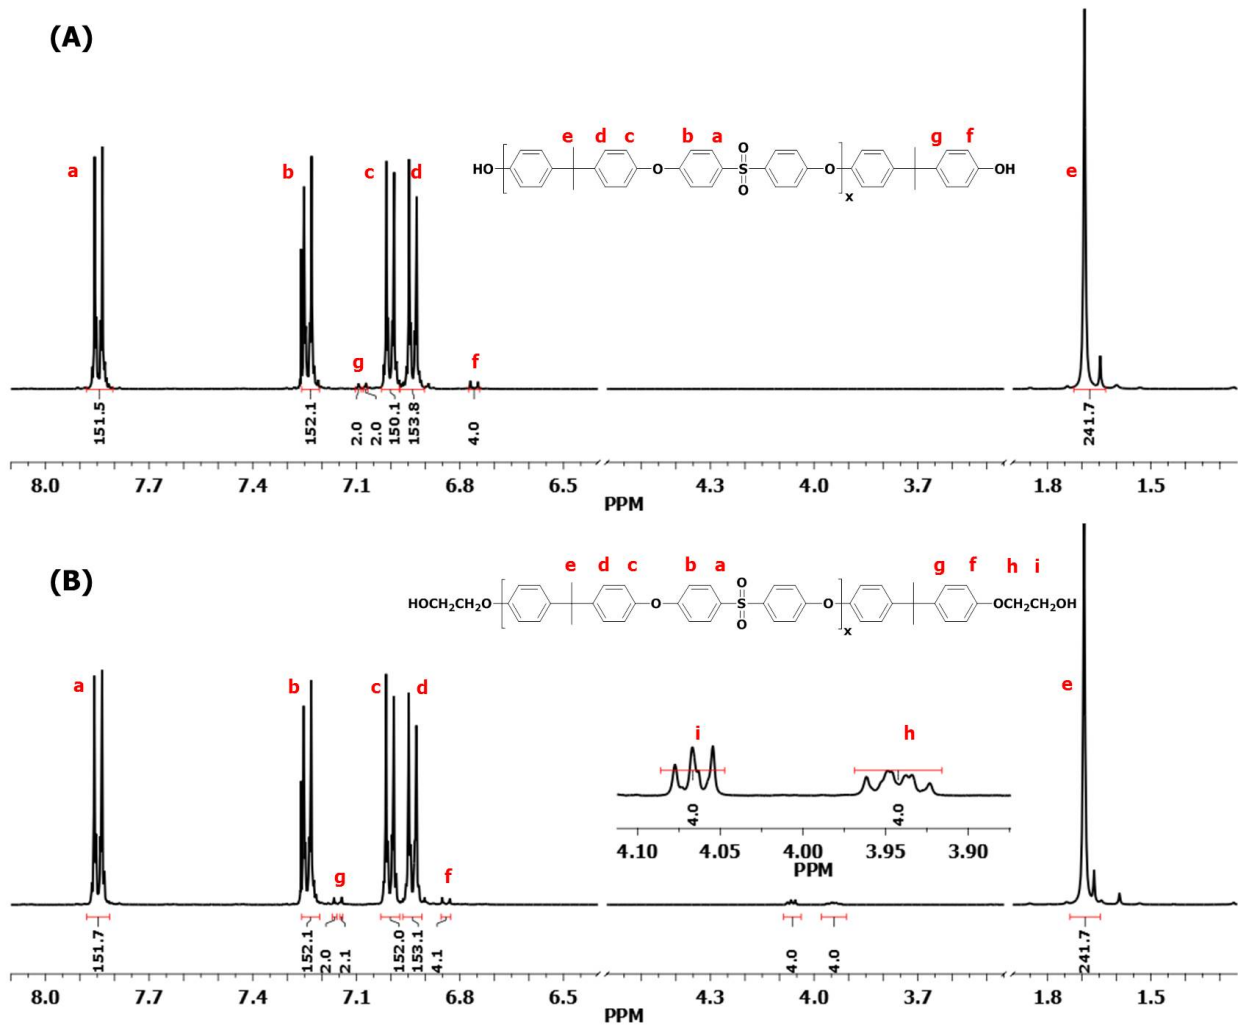 (A)
e d c b a g f
HO O S O O O x OH
a b g c d f e
151.5 152.1 2.0 2.0 150.1 153.8 4.0 241.7
8.0 7.7 7.4 7.1 6.8 6.5 4.3 4.0 3.7 1.8 1.5
PPM
(B)
e d c b a g f h i
HOCH₂CH₂O O S O O O x OCH₂CH₂OH
a b g c d f e
i h
4.0 4.0
4.10 4.05 4.00 3.95 3.90
PPM
151.7 152.1 2.0 2.1 152.0 153.1 4.1 4.0 4.0 241.7
8.0 7.7 7.4 7.1 6.8 6.5 4.3 4.0 3.7 1.8 1.5
PPM